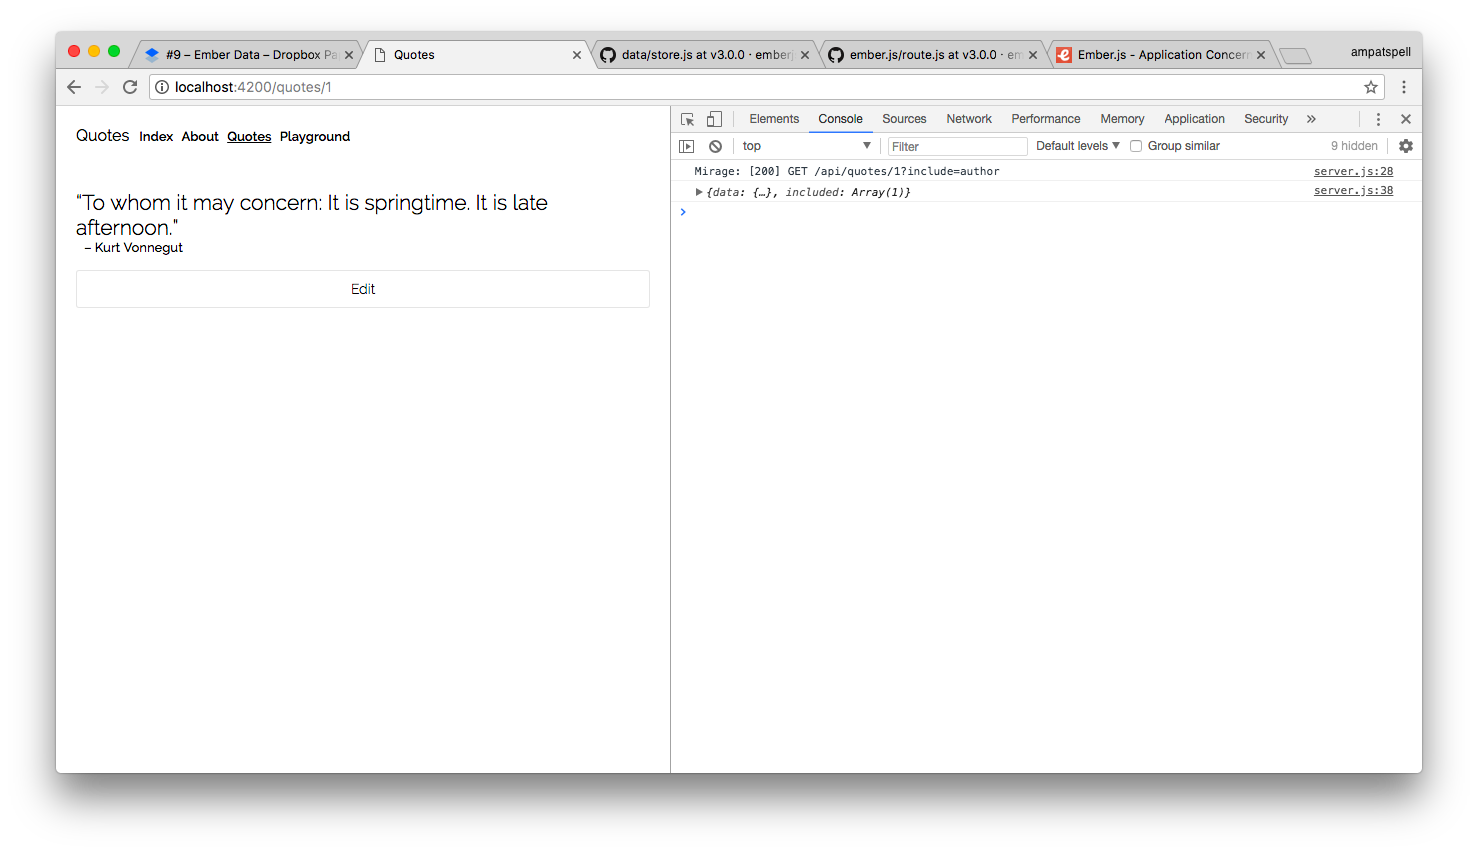 #9 – Ember Data – Dropbox Pa
Quotes
data/store.js at v3.0.0 · emberj
ember.js/route.js at v3.0.0 · em
Ember.js - Application Concern
ampatspell
localhost:4200/quotes/1
Quotes Index About Quotes Playground
“To whom it may concern: It is springtime. It is late
afternoon.”
– Kurt Vonnegut
Edit
Elements Console Sources Network Performance Memory Application Security »
top Filter Default levels Group similar 9 hidden
Mirage: [200] GET /api/quotes/1?include=author server.js:28
{data: {…}, included: Array(1)} server.js:38